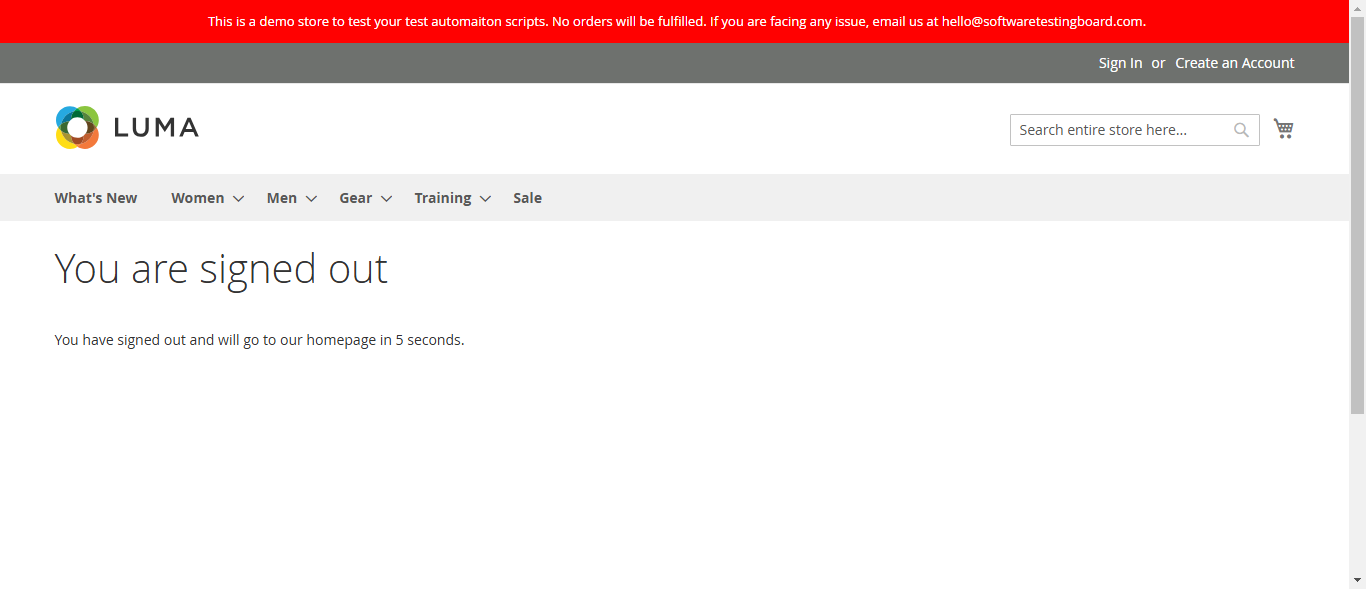 This is a demo store to test your test automaiton scripts. No orders will be fulfilled. If you are facing any issue, email us at hello@softwaretestingboard.com.
Sign In or Create an Account
LUMA
Search entire store here...
What's New Women Men Gear Training Sale
You are signed out
You have signed out and will go to our homepage in 5 seconds.